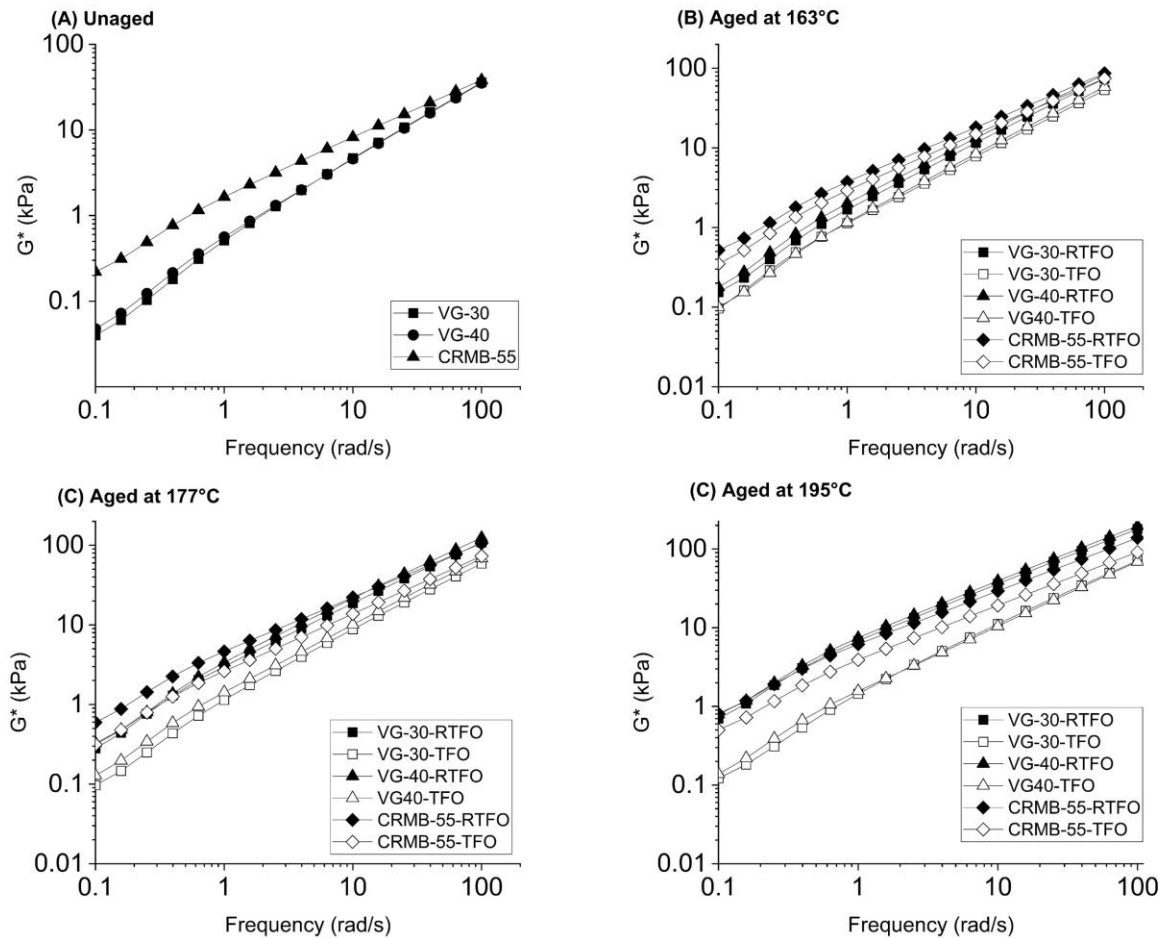 (A) Unaged
100
10
1
0.1
G* (kPa)
0.1 1 10 100
Frequency (rad/s)
VG-30
VG-40
CRMB-55
(B) Aged at 163°C
100
10
1
0.1
0.01
G* (kPa)
0.1 1 10 100
Frequency (rad/s)
VG-30-RTFO
VG-30-TFO
VG-40-RTFO
VG40-TFO
CRMB-55-RTFO
CRMB-55-TFO
(C) Aged at 177°C
100
10
1
0.1
0.01
G* (kPa)
0.1 1 10 100
Frequency (rad/s)
VG-30-RTFO
VG-30-TFO
VG-40-RTFO
VG40-TFO
CRMB-55-RTFO
CRMB-55-TFO
(C) Aged at 195°C
100
10
1
0.1
0.01
G* (kPa)
0.1 1 10 100
Frequency (rad/s)
VG-30-RTFO
VG-30-TFO
VG-40-RTFO
VG40-TFO
CRMB-55-RTFO
CRMB-55-TFO